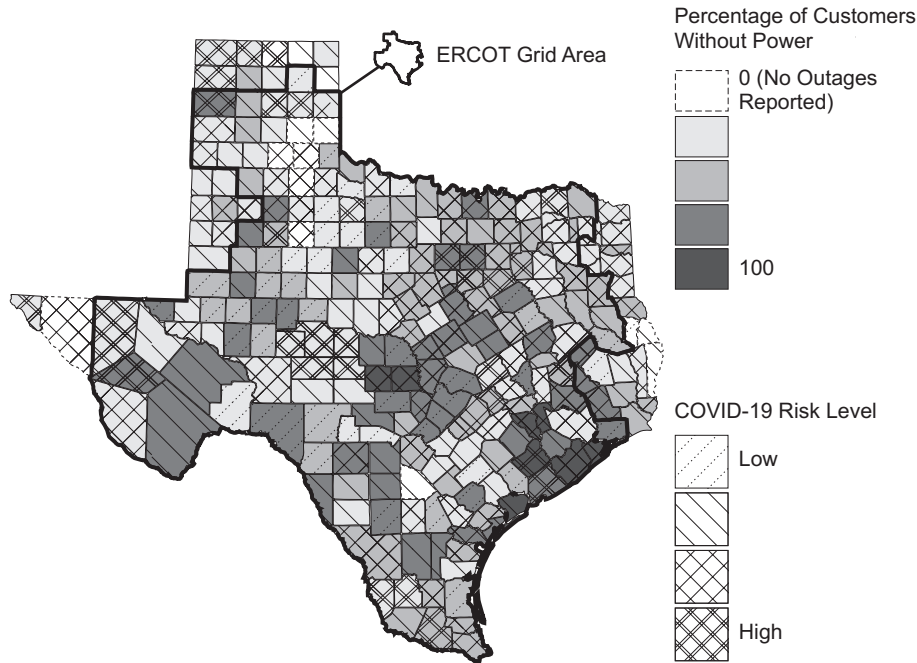 Percentage of Customers
Without Power
ERCOT Grid Area
0 (No Outages
Reported)
100
COVID-19 Risk Level
Low
High